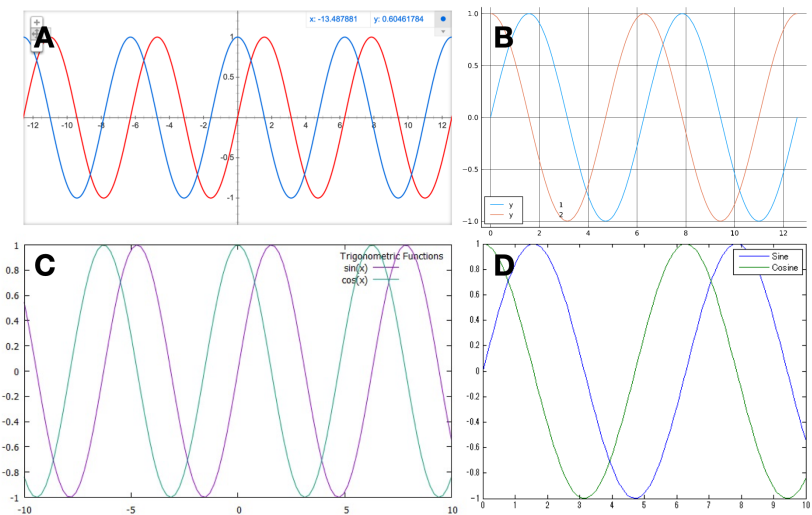 A
x: -13.487881 y: 0.60461784
1
0.5
-12 -10 -8 -6 -4 -3 -2 0 2 3 4 6 8 10 12
-0.5
-1
B
1.0
0.5
0.0
-0.5
-1.0
y 1
y 2
0 2 4 6 8 10 12
C
Trigonometric Functions
sin(x)
cos(x)
1
0.8
0.6
0.4
0.2
0
-0.2
-0.4
-0.6
-0.8
-1
-10 -5 0 5 10
D
Sine
Cosine
1
0.8
0.6
0.4
0.2
0
-0.2
0.4
-0.6
-0.8
-1
0 1 2 3 4 5 6 7 8 9 10